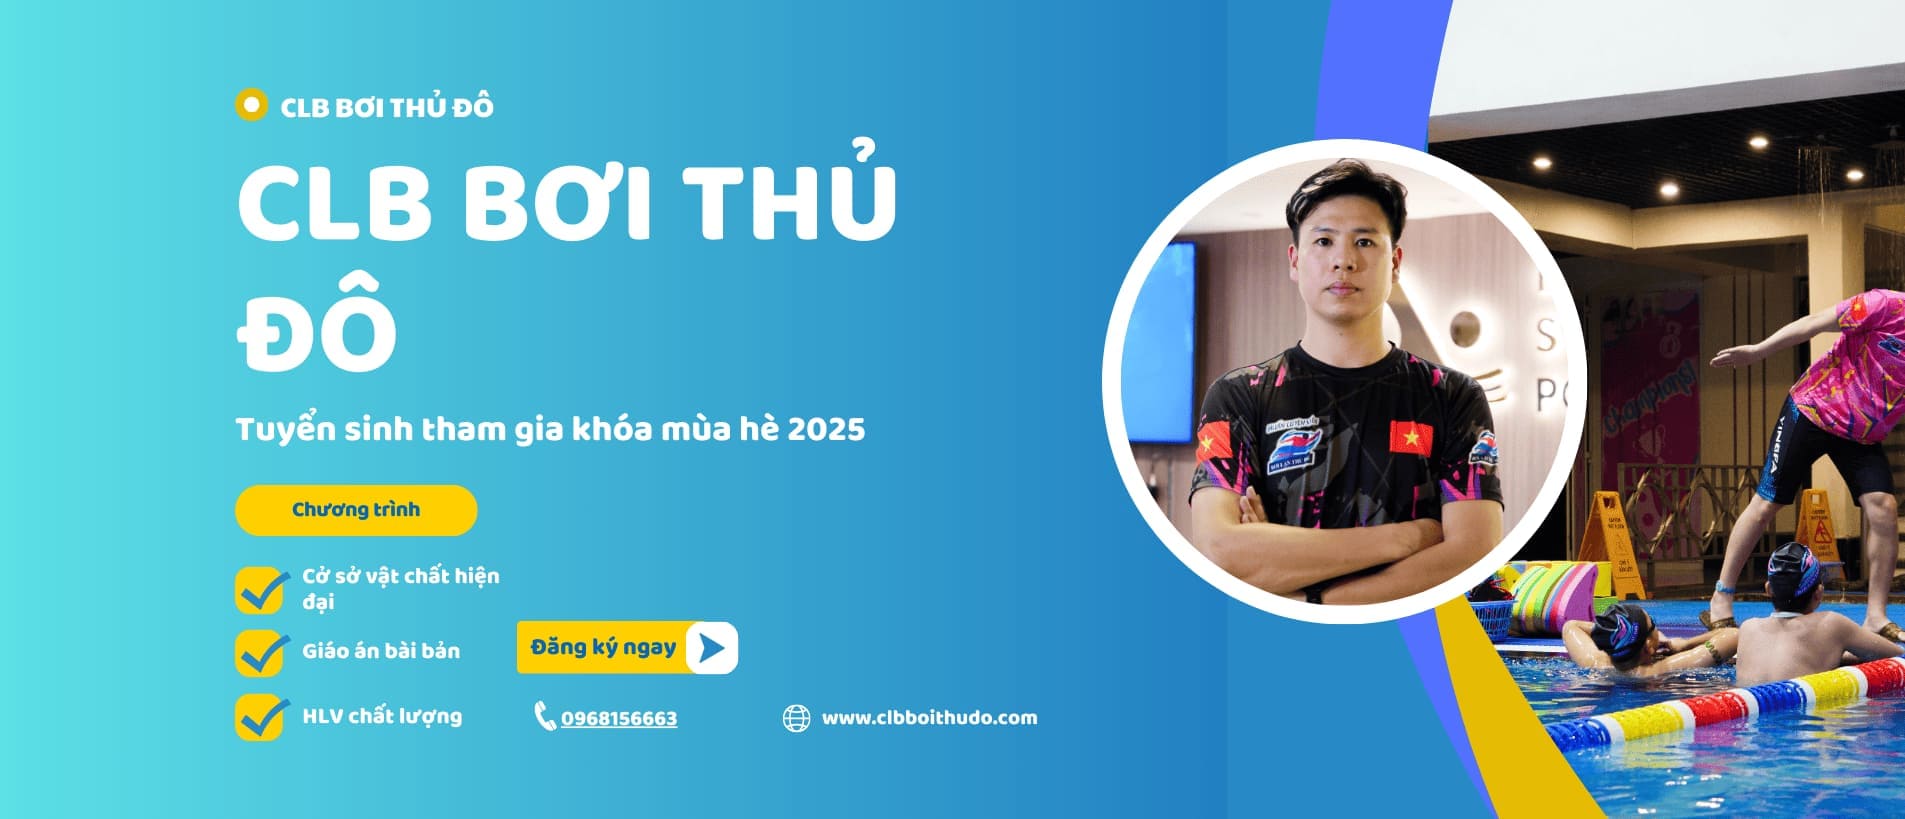 CLB BƠI THỦ ĐÔ
CLB BƠI THỦ
ĐÔ
Tuyển sinh tham gia khóa mùa hè 2025
Chương trình
Cở sở vật chất hiện
đại
Giáo án bài bản
HLV chất lượng
Đăng ký ngay
0968156663
www.clbboithudo.com
YINGFA